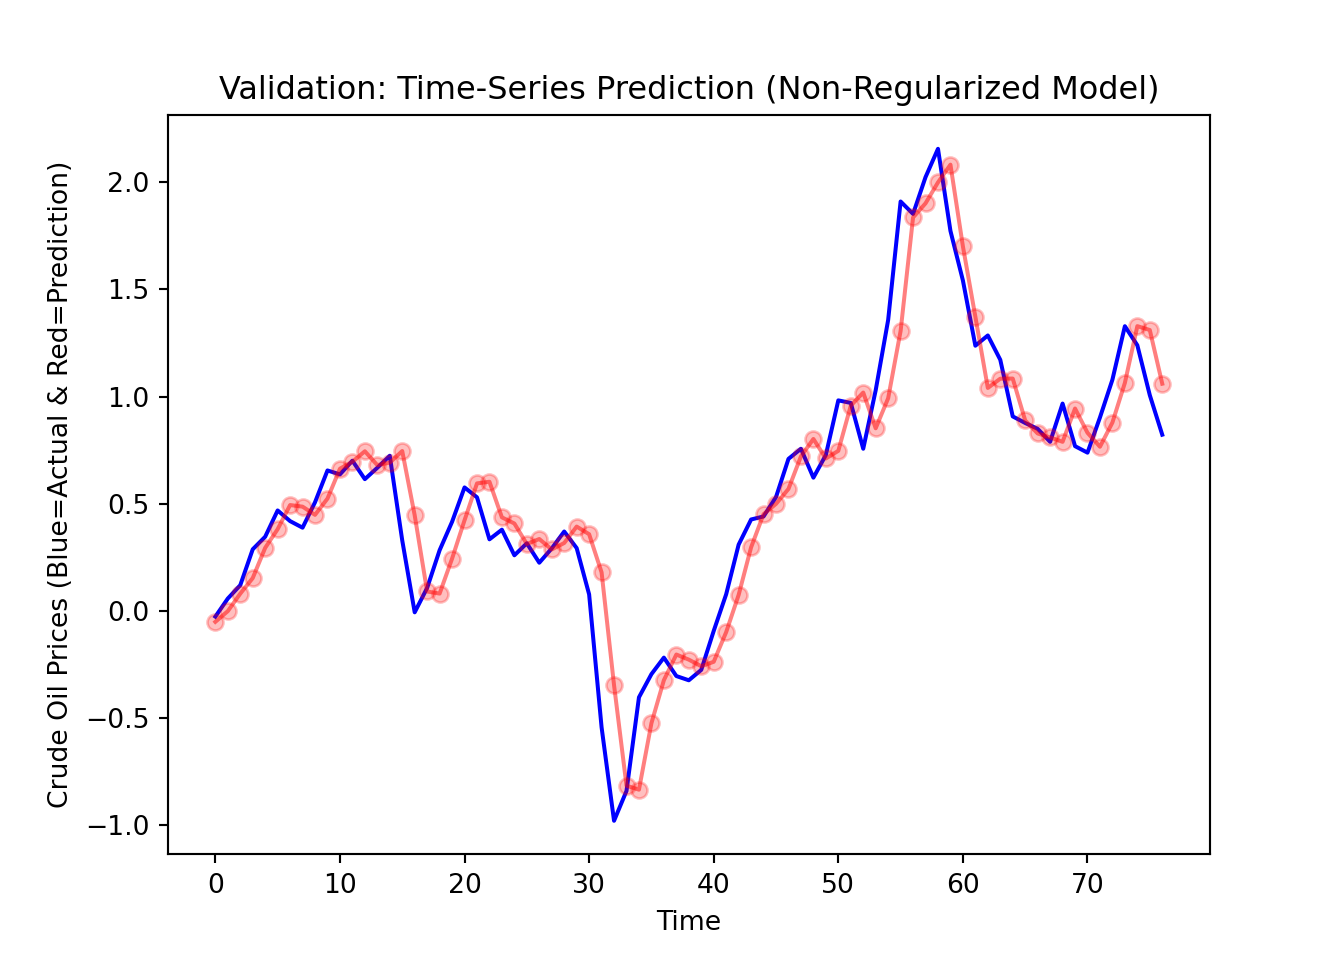 Validation: Time-Series Prediction (Non-Regularized Model)
Crude Oil Prices (Blue=Actual & Red=Prediction)
2.0
1.5
1.0
0.5
0.0
−0.5
−1.0
0 10 20 30 40 50 60 70
Time